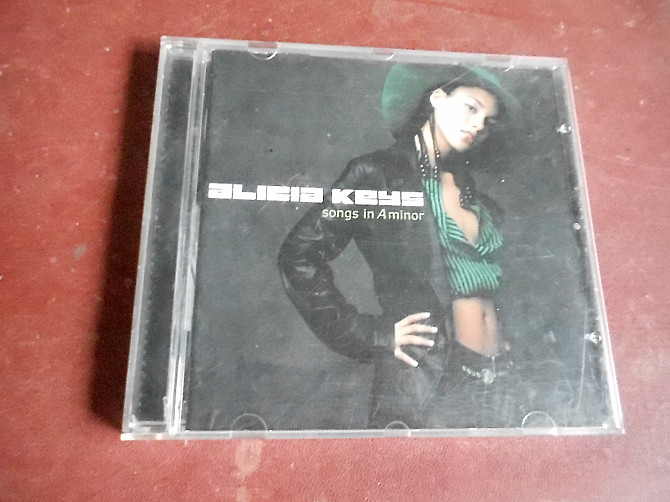 alicia keys
songs in A minor